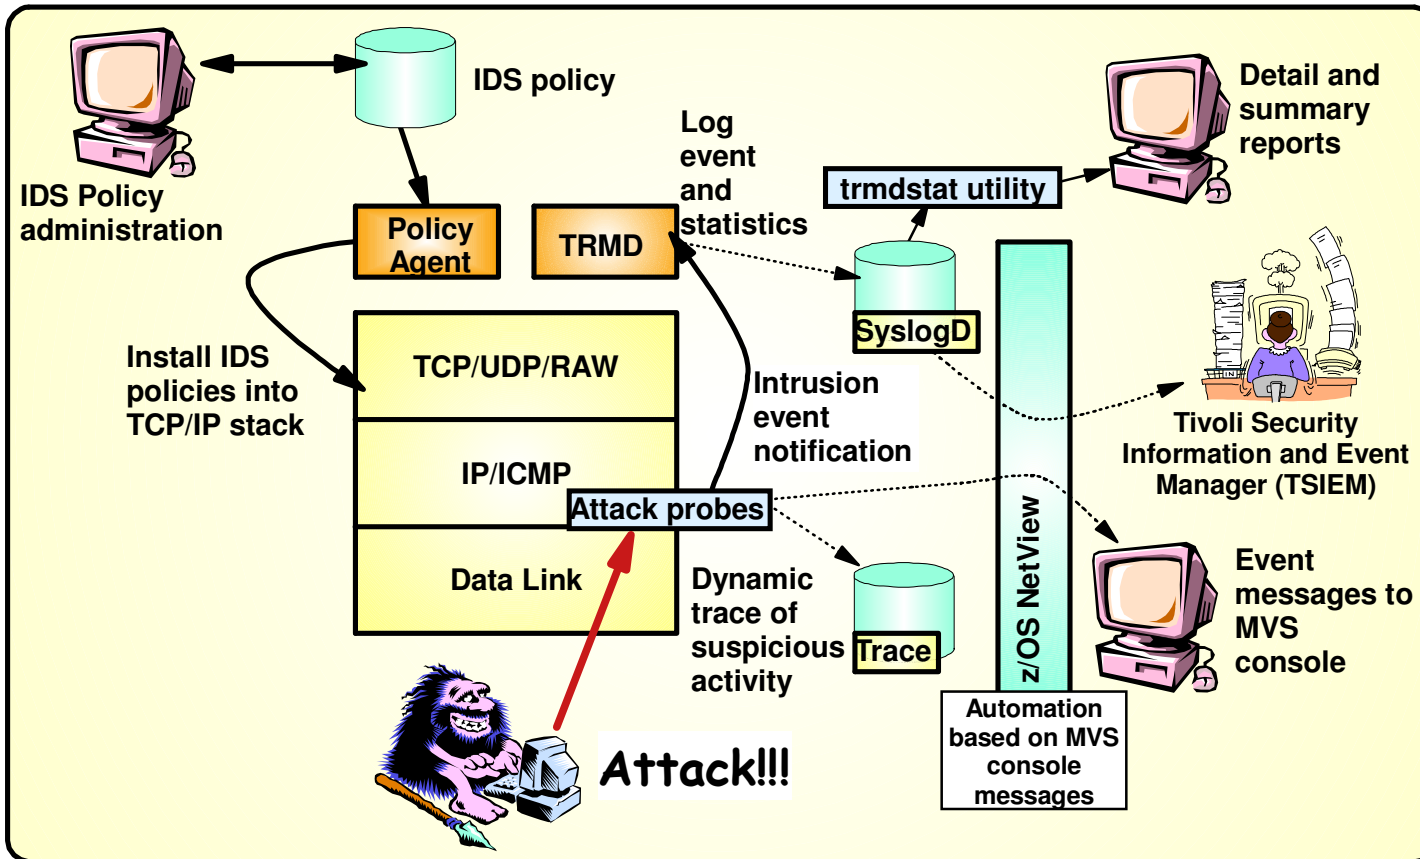 IDS policy
IDS Policy
administration
Policy
Agent
TRMD
Log
event
and
statistics
trmdstat utility
Detail and
summary
reports
SyslogD
Install IDS
policies into
TCP/IP stack
TCP/UDP/RAW
IP/ICMP
Data Link
Attack probes
Intrusion
event
notification
Dynamic
trace of
suspicious
activity
Trace
z/OS NetView
Automation
based on MVS
console
messages
Tivoli Security
Information and Event
Manager (TSIEM)
Event
messages to
MVS
console
Attack!!!
IN